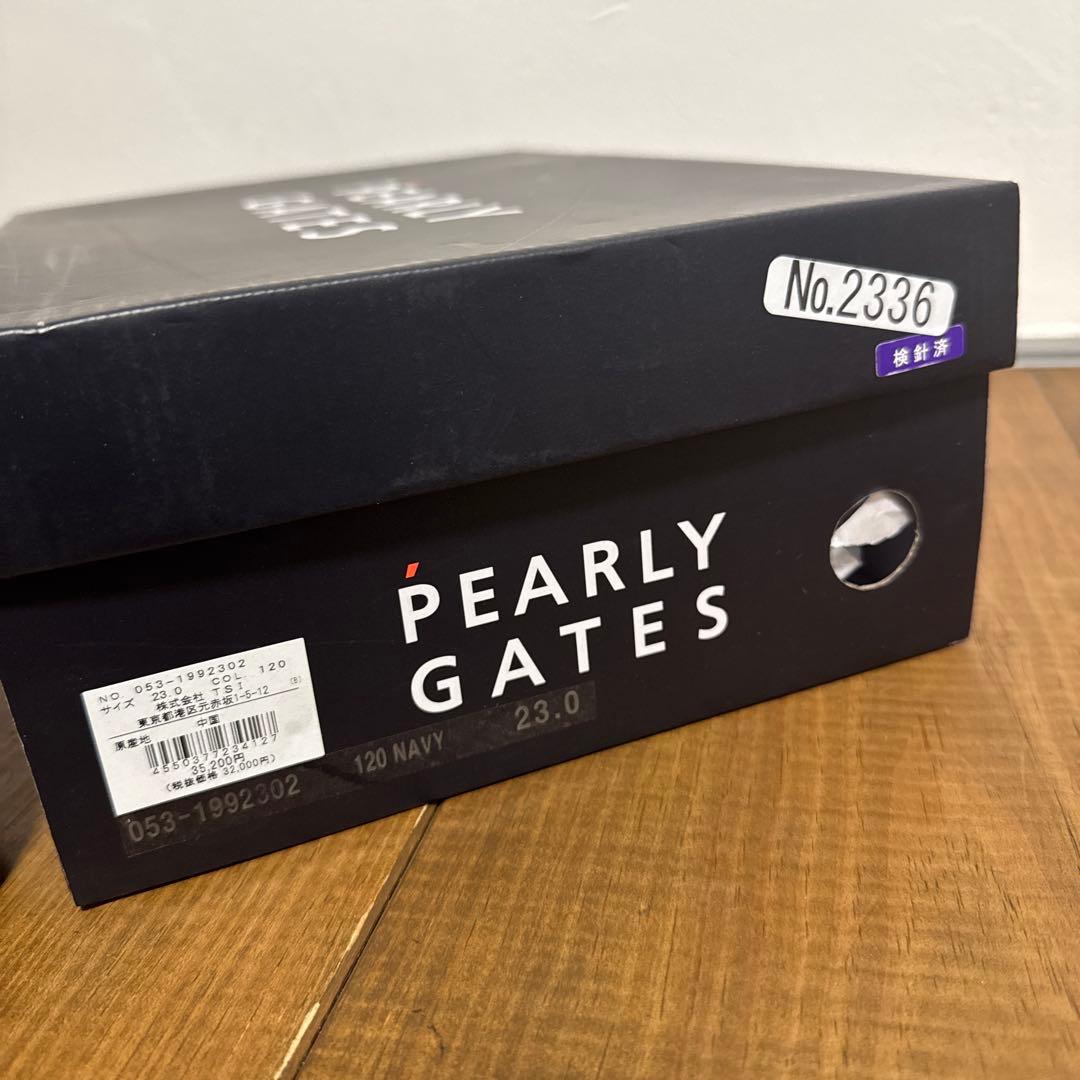 PEARLY
GATES
No.2336
検針済
PEARLY
GATES
NO. 053-1992302
サイズ 23.0 COL. 120
株式会社 TSI (B)
東京都港区元赤坂1-5-12
原産地 中国
4550377234127
35,200円
(税抜価格 32,000円)
053-1992302 120 NAVY 23.0